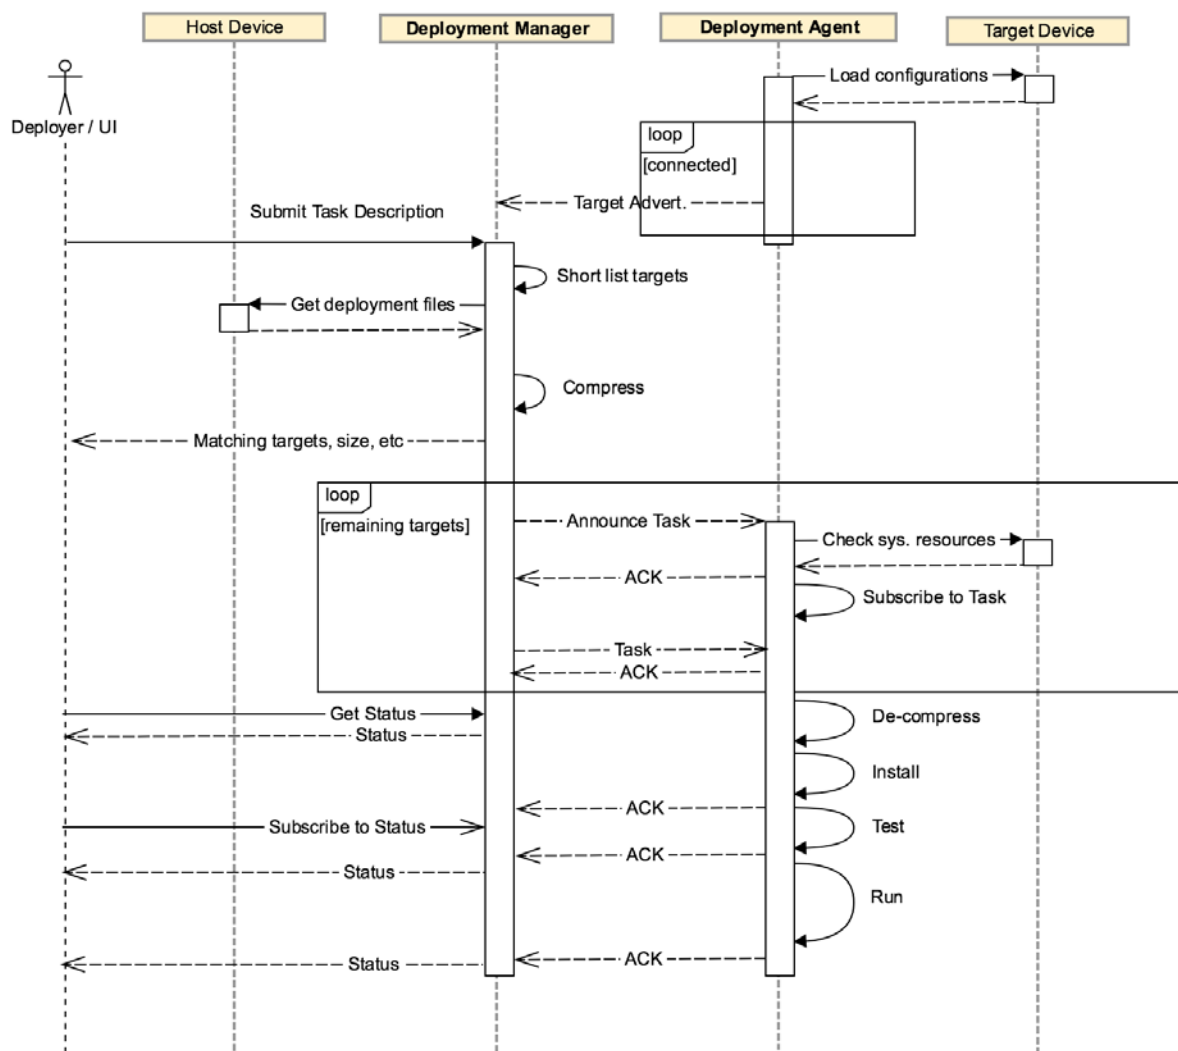 Host Device
Deployment Manager
Deployment Agent
Target Device
Deployer / UI
Load configurations
loop
[connected]
Target Advert.
Submit Task Description
Short list targets
Get deployment files
Compress
Matching targets, size, etc
loop
[remaining targets]
Announce Task
Check sys. resources
ACK
Subscribe to Task
Task
ACK
Get Status
De-compress
Status
Install
ACK
Subscribe to Status
Test
ACK
Status
Run
ACK
Status